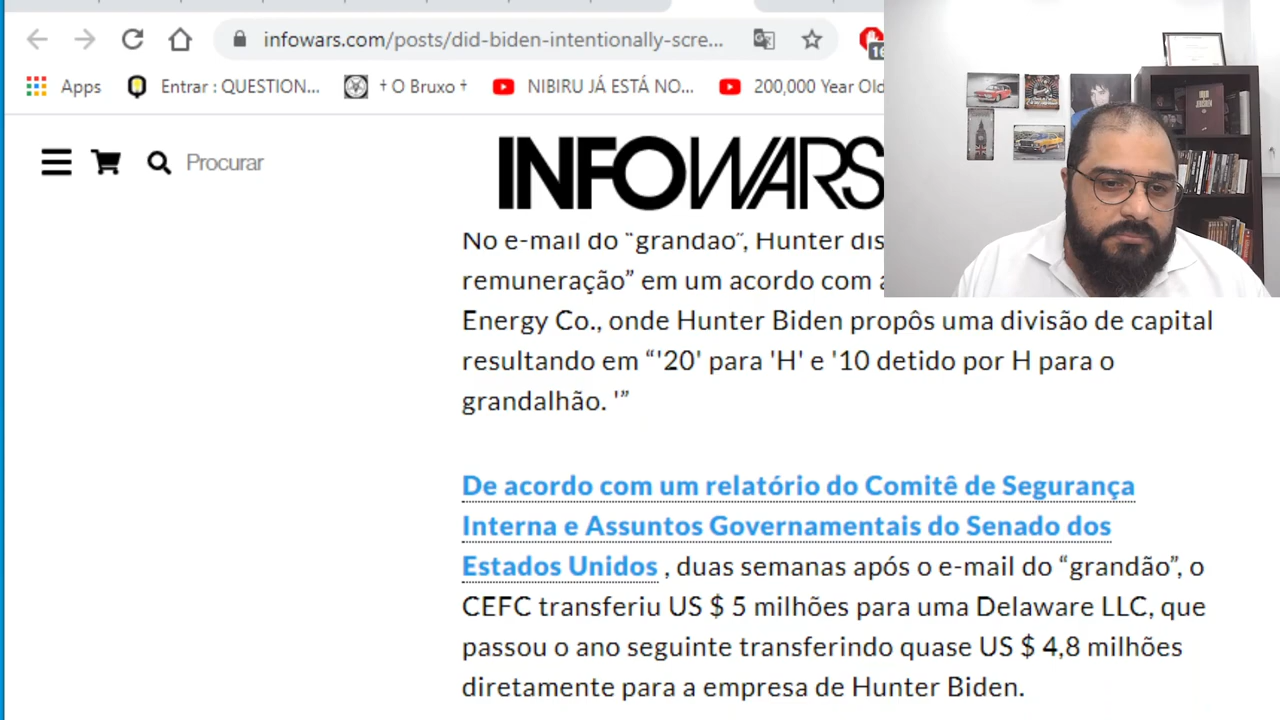 infowars.com/posts/did-biden-intentionally-scre...
Apps
Entrar : QUESTION...
† O Bruxo †
NIBIRU JÁ ESTÁ NO...
200,000 Year Old
Procurar
INFOWARS
No e-mail do “grandão”, Hunter dis
remuneração” em um acordo com a
Energy Co., onde Hunter Biden propôs uma divisão de capital
resultando em “'20' para 'H' e '10 detido por H para o
grandalhão. '”
De acordo com um relatório do Comitê de Segurança
Interna e Assuntos Governamentais do Senado dos
Estados Unidos , duas semanas após o e-mail do “grandão”, o
CEFC transferiu US $ 5 milhões para uma Delaware LLC, que
passou o ano seguinte transferindo quase US $ 4,8 milhões
diretamente para a empresa de Hunter Biden.